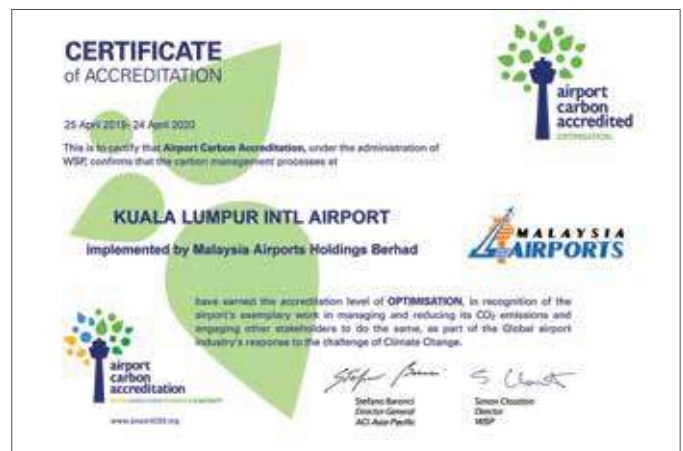 CERTIFICATE
of ACCREDITATION
airport
carbon
accredited
OPTIMISATION
25 April 2019- 24 April 2020
This is to certify that Airport Carbon Accreditation, under the administration of
WSP, confirms that the carbon management processes at
KUALA LUMPUR INTL AIRPORT
implemented by Malaysia Airports Holdings Berhad
MALAYSIA
AIRPORTS
have earned the accreditation level of OPTIMISATION, in recognition of the
airport's exemplary work in managing and reducing its CO₂ emissions and
engaging other stakeholders to do the same, as part of the Global airport
industry's response to the challenge of Climate Change.
airport
carbon
accreditation
www.airportCO2.org
Stefano Baronci
Director General
ACI Asia-Pacific
Simon Clouston
Director
WSP